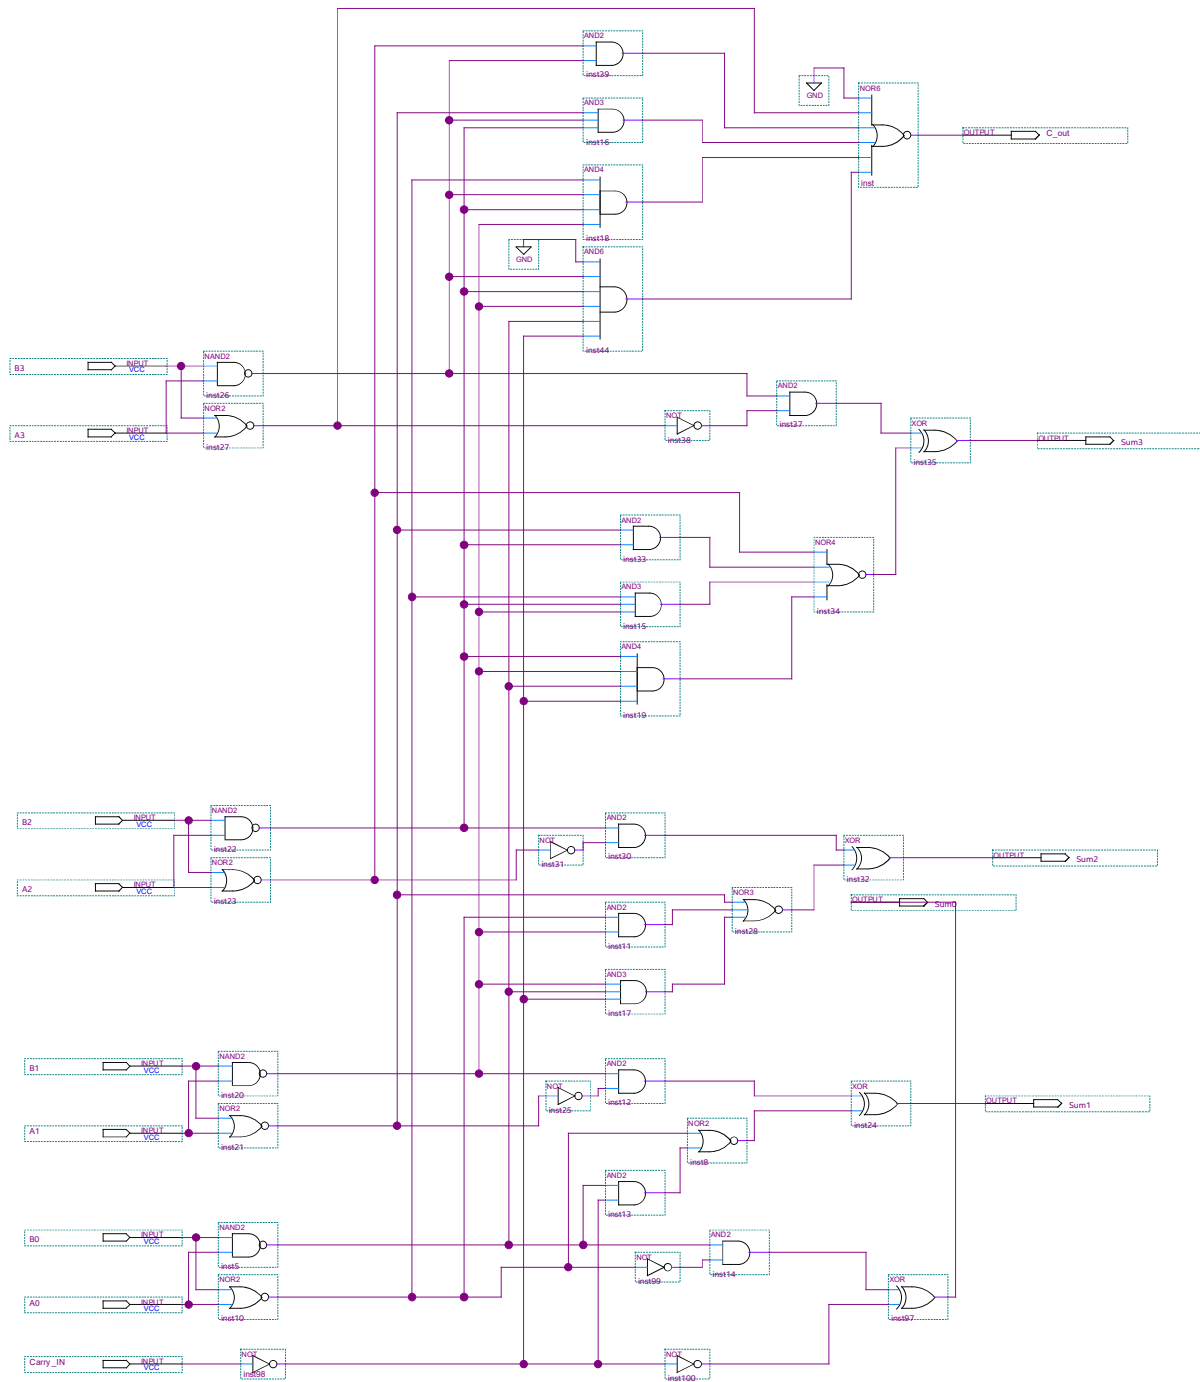 AND2
inst39
GND
NOR6
AND3
inst16
OUTPUT
C_out
inst
AND4
inst18
GND
AND6
inst44
B3
INPUT
VCC
NAND2
inst26
AND2
inst37
A3
INPUT
VCC
NOR2
inst27
NOT
inst38
XOR
inst35
OUTPUT
Sum3
AND2
inst33
NOR4
inst34
AND3
inst15
AND4
inst19
B2
INPUT
VCC
NAND2
inst22
AND2
inst30
NOT
inst31
XOR
inst32
OUTPUT
Sum2
A2
INPUT
VCC
NOR2
inst23
NOR3
inst28
OUTPUT
Sum0
AND2
inst11
AND3
inst17
B1
INPUT
VCC
NAND2
inst20
AND2
inst12
NOT
inst25
XOR
inst24
OUTPUT
Sum1
A1
INPUT
VCC
NOR2
inst21
NOR2
inst8
AND2
inst13
B0
INPUT
VCC
NAND2
inst5
AND2
inst14
NOT
inst99
A0
INPUT
VCC
NOR2
inst10
XOR
inst97
Carry_IN
INPUT
VCC
NOT
inst98
NOT
inst100